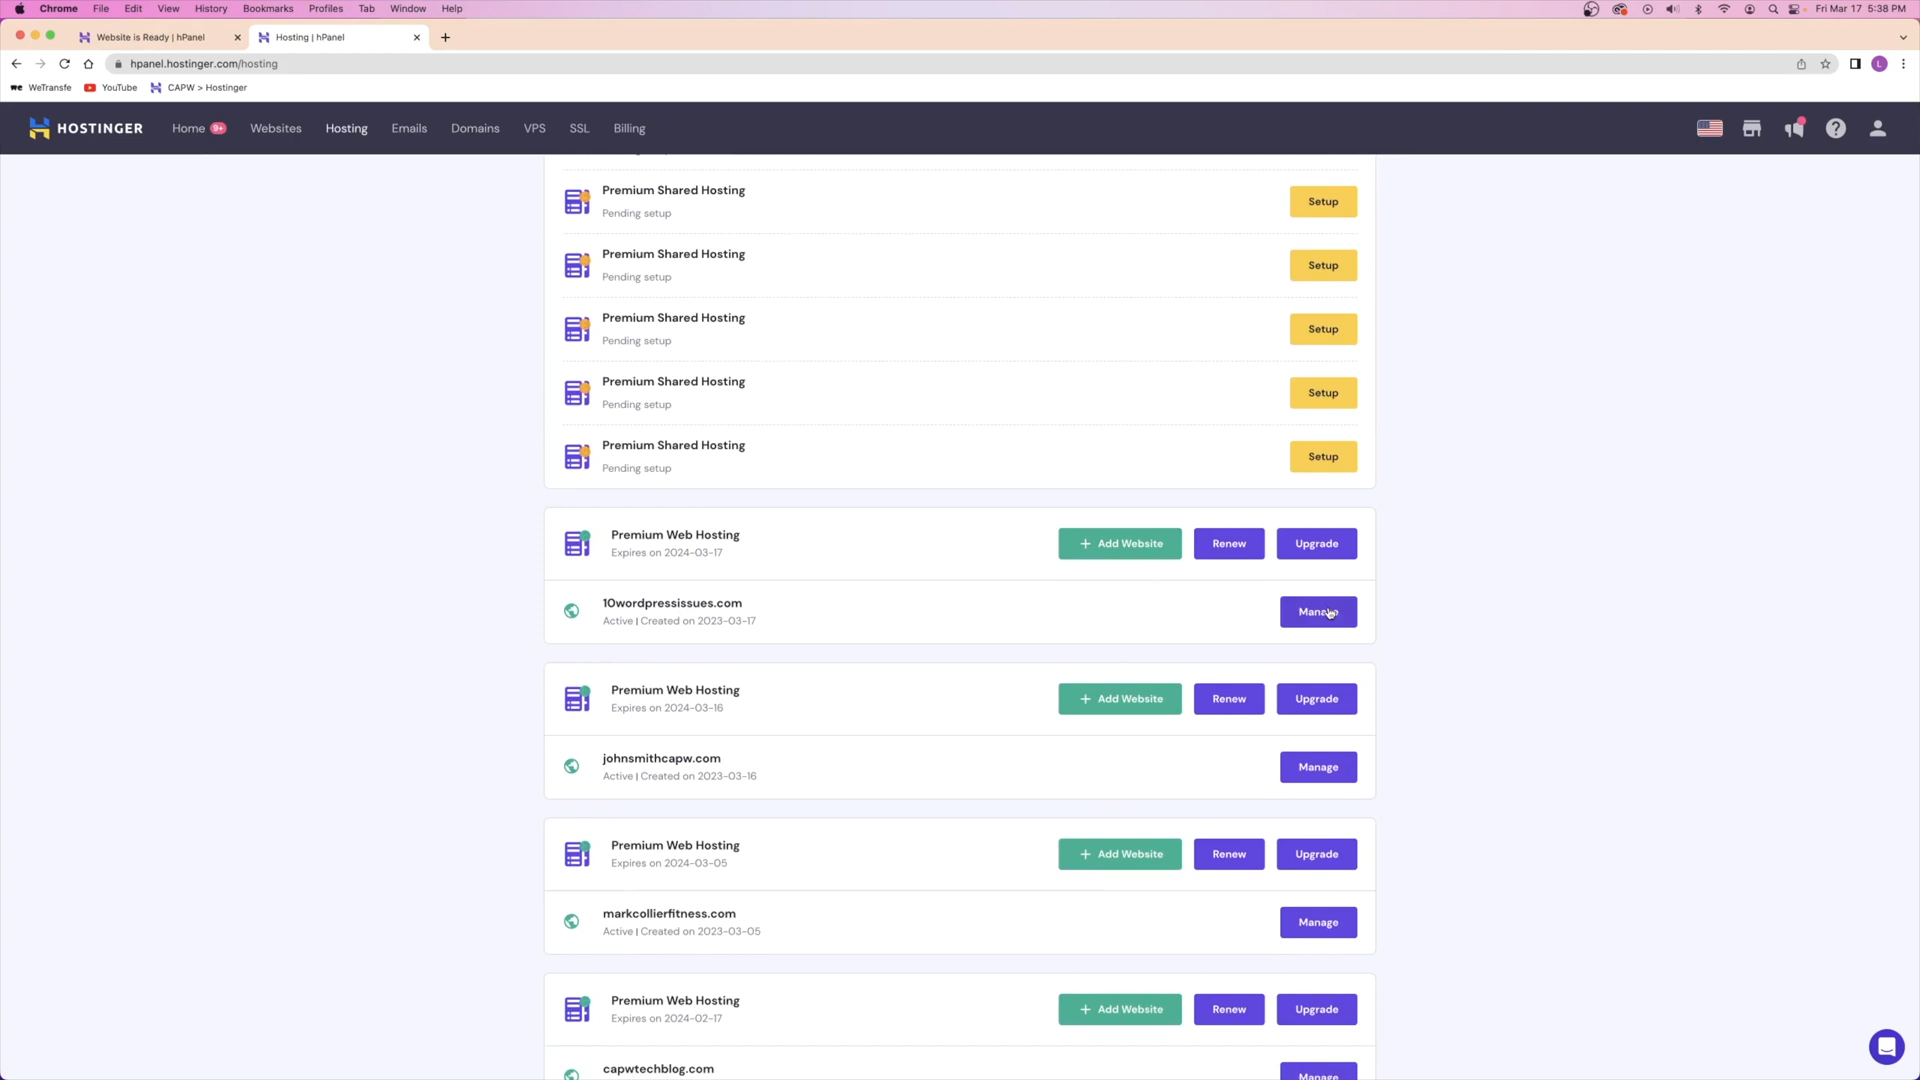 Chrome File Edit View History Bookmarks Profiles Tab Window Help Fri Mar 17 5:38 PM
Website is Ready | hPanel Hosting | hPanel
hpanel.hostinger.com/hosting L
we WeTransfe YouTube CAPW > Hostinger
HOSTINGER Home 9+ Websites Hosting Emails Domains VPS SSL Billing
Premium Shared Hosting
Pending setup
Setup
Premium Shared Hosting
Pending setup
Setup
Premium Shared Hosting
Pending setup
Setup
Premium Shared Hosting
Pending setup
Setup
Premium Shared Hosting
Pending setup
Setup
Premium Web Hosting
Expires on 2024-03-17
+ Add Website Renew Upgrade
10wordpressissues.com
Active | Created on 2023-03-17
Manage
Premium Web Hosting
Expires on 2024-03-16
+ Add Website Renew Upgrade
johnsmithcapw.com
Active | Created on 2023-03-16
Manage
Premium Web Hosting
Expires on 2024-03-05
+ Add Website Renew Upgrade
markcollierfitness.com
Active | Created on 2023-03-05
Manage
Premium Web Hosting
Expires on 2024-02-17
+ Add Website Renew Upgrade
capwtechblog.com
Manage